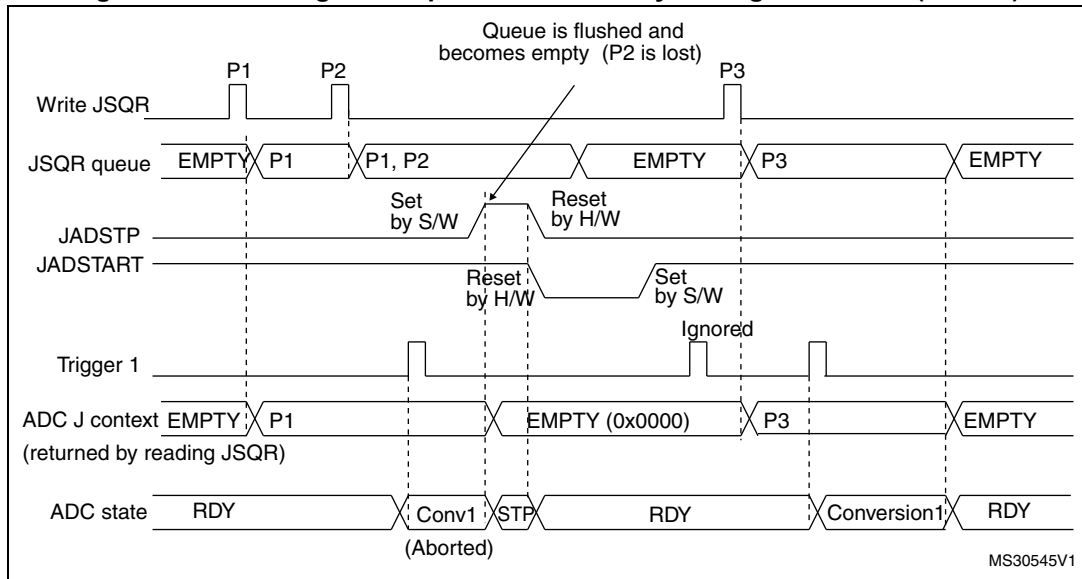 Queue is flushed and
becomes empty (P2 is lost)
P1 P2 P3
Write JSQR
JSQR queue EMPTY P1 P1, P2 EMPTY P3 EMPTY
Set
by S/W
Reset
by H/W
JADSTP
JADSTART
Reset
by H/W
Set
by S/W
Ignored
Trigger 1
ADC J context EMPTY P1 EMPTY (0x0000) P3 EMPTY
(returned by reading JSQR)
ADC state RDY Conv1 STP RDY Conversion1 RDY
(Aborted)
MS30545V1